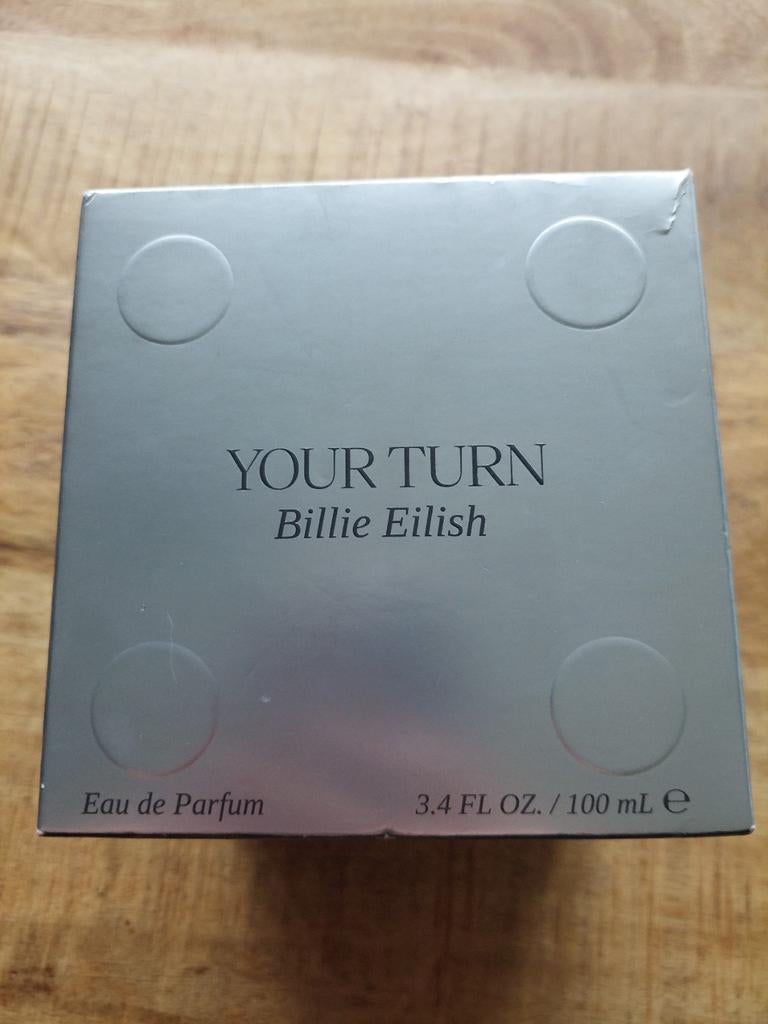 YOUR TURN
Billie Eilish
Eau de Parfum
3.4 FL OZ. / 100 mL ℮